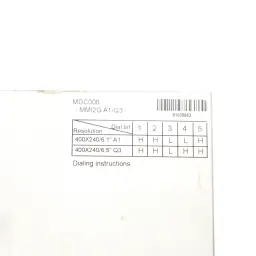 MOC008
MMI2G A1/Q3
Dial bit 1 2 3 4 5
Resolution
400X240/6.1" A1 H H L L H
400X240/6.5" Q3 H H L H H
Dialing instructions